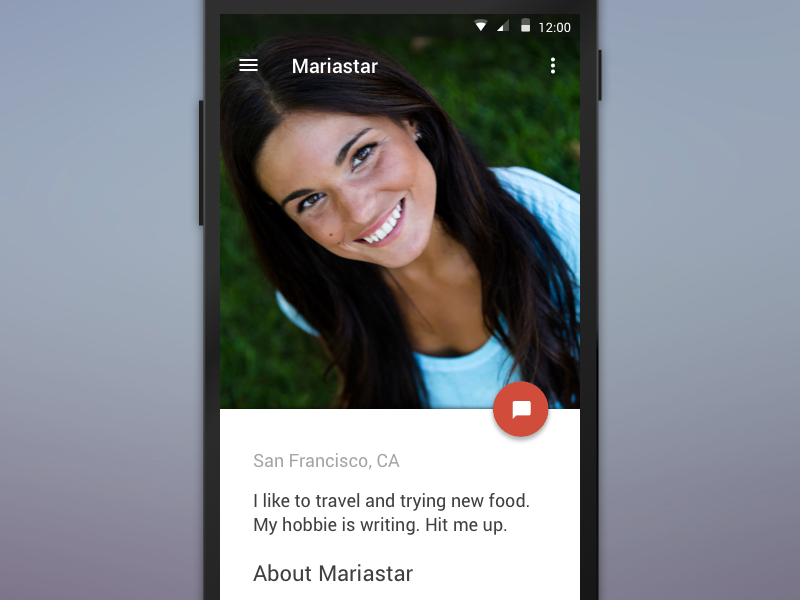 12:00
Mariastar
San Francisco, CA
I like to travel and trying new food.
My hobbie is writing. Hit me up.
About Mariastar